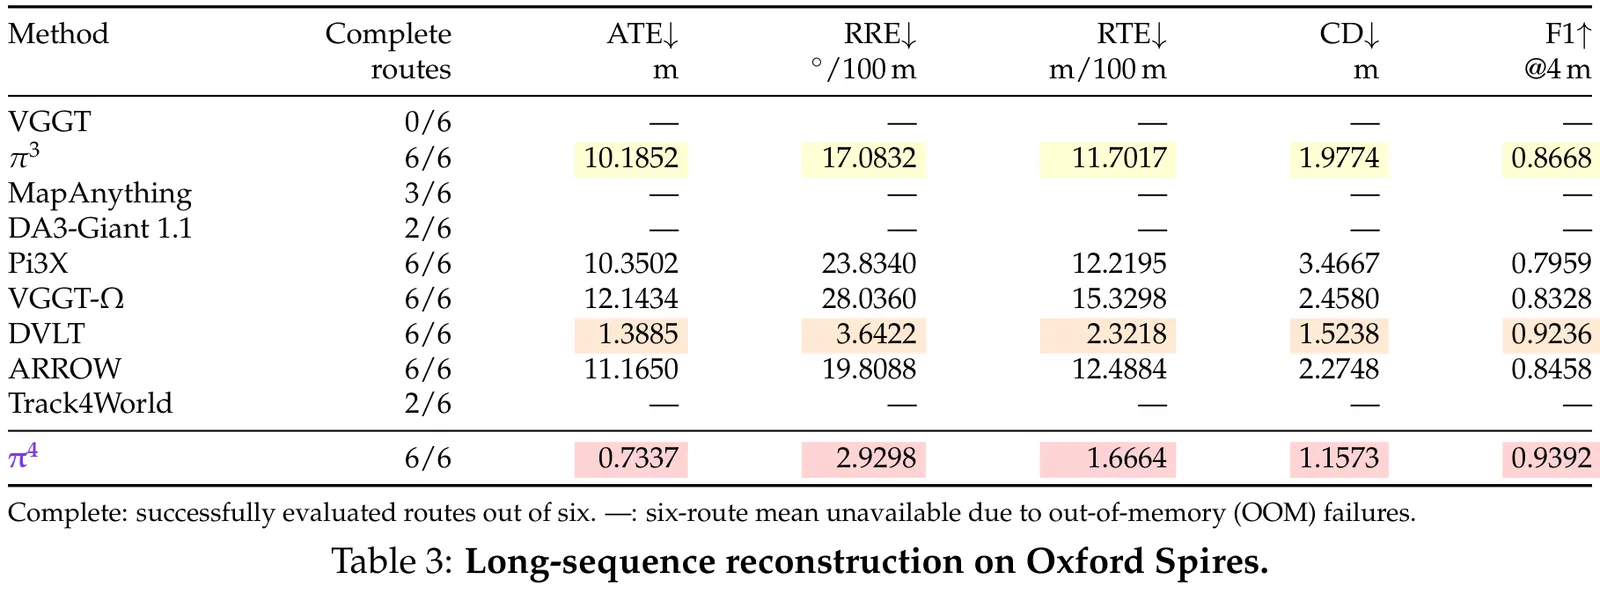 Method Complete ATE↓ RRE↓ RTE↓ CD↓ F1↑
routes m °/100 m m/100 m m @4 m
VGGT 0/6 — — — — —
π³ 6/6 10.1852 17.0832 11.7017 1.9774 0.8668
MapAnything 3/6 — — — — —
DA3-Giant 1.1 2/6 — — — — —
Pi3X 6/6 10.3502 23.8340 12.2195 3.4667 0.7959
VGGT-Ω 6/6 12.1434 28.0360 15.3298 2.4580 0.8328
DVLT 6/6 1.3885 3.6422 2.3218 1.5238 0.9236
ARROW 6/6 11.1650 19.8088 12.4884 2.2748 0.8458
Track4World 2/6 — — — — —
π⁴ 6/6 0.7337 2.9298 1.6664 1.1573 0.9392
Complete: successfully evaluated routes out of six. —: six-route mean unavailable due to out-of-memory (OOM) failures.
Table 3: Long-sequence reconstruction on Oxford Spires.